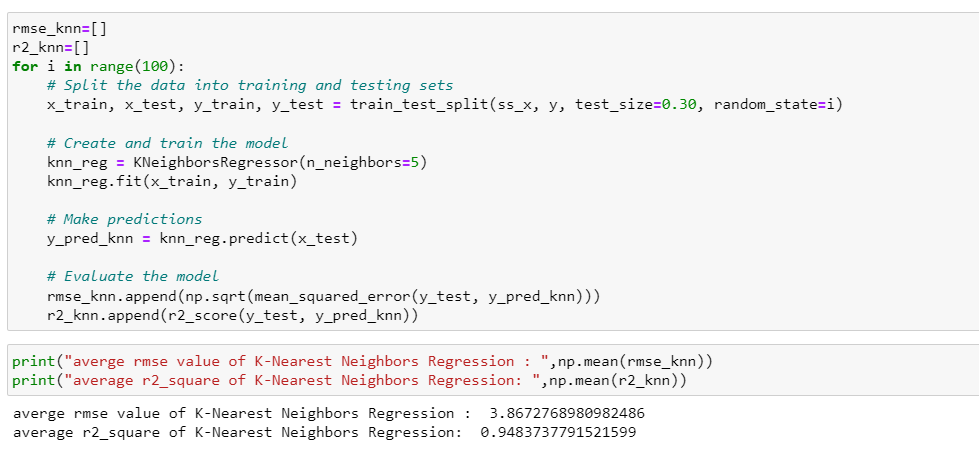 rmse_knn=[]
r2_knn=[]
for i in range(100):
    # Split the data into training and testing sets
    x_train, x_test, y_train, y_test = train_test_split(ss_x, y, test_size=0.30, random_state=i)
    # Create and train the model
    knn_reg = KNeighborsRegressor(n_neighbors=5)
    knn_reg.fit(x_train, y_train)
    # Make predictions
    y_pred_knn = knn_reg.predict(x_test)
    # Evaluate the model
    rmse_knn.append(np.sqrt(mean_squared_error(y_test, y_pred_knn)))
    r2_knn.append(r2_score(y_test, y_pred_knn))
print("averge rmse value of K-Nearest Neighbors Regression : ",np.mean(rmse_knn))
print("average r2_square of K-Nearest Neighbors Regression: ",np.mean(r2_knn))
averge rmse value of K-Nearest Neighbors Regression :  3.8672768980982486
average r2_square of K-Nearest Neighbors Regression:  0.9483737791521599